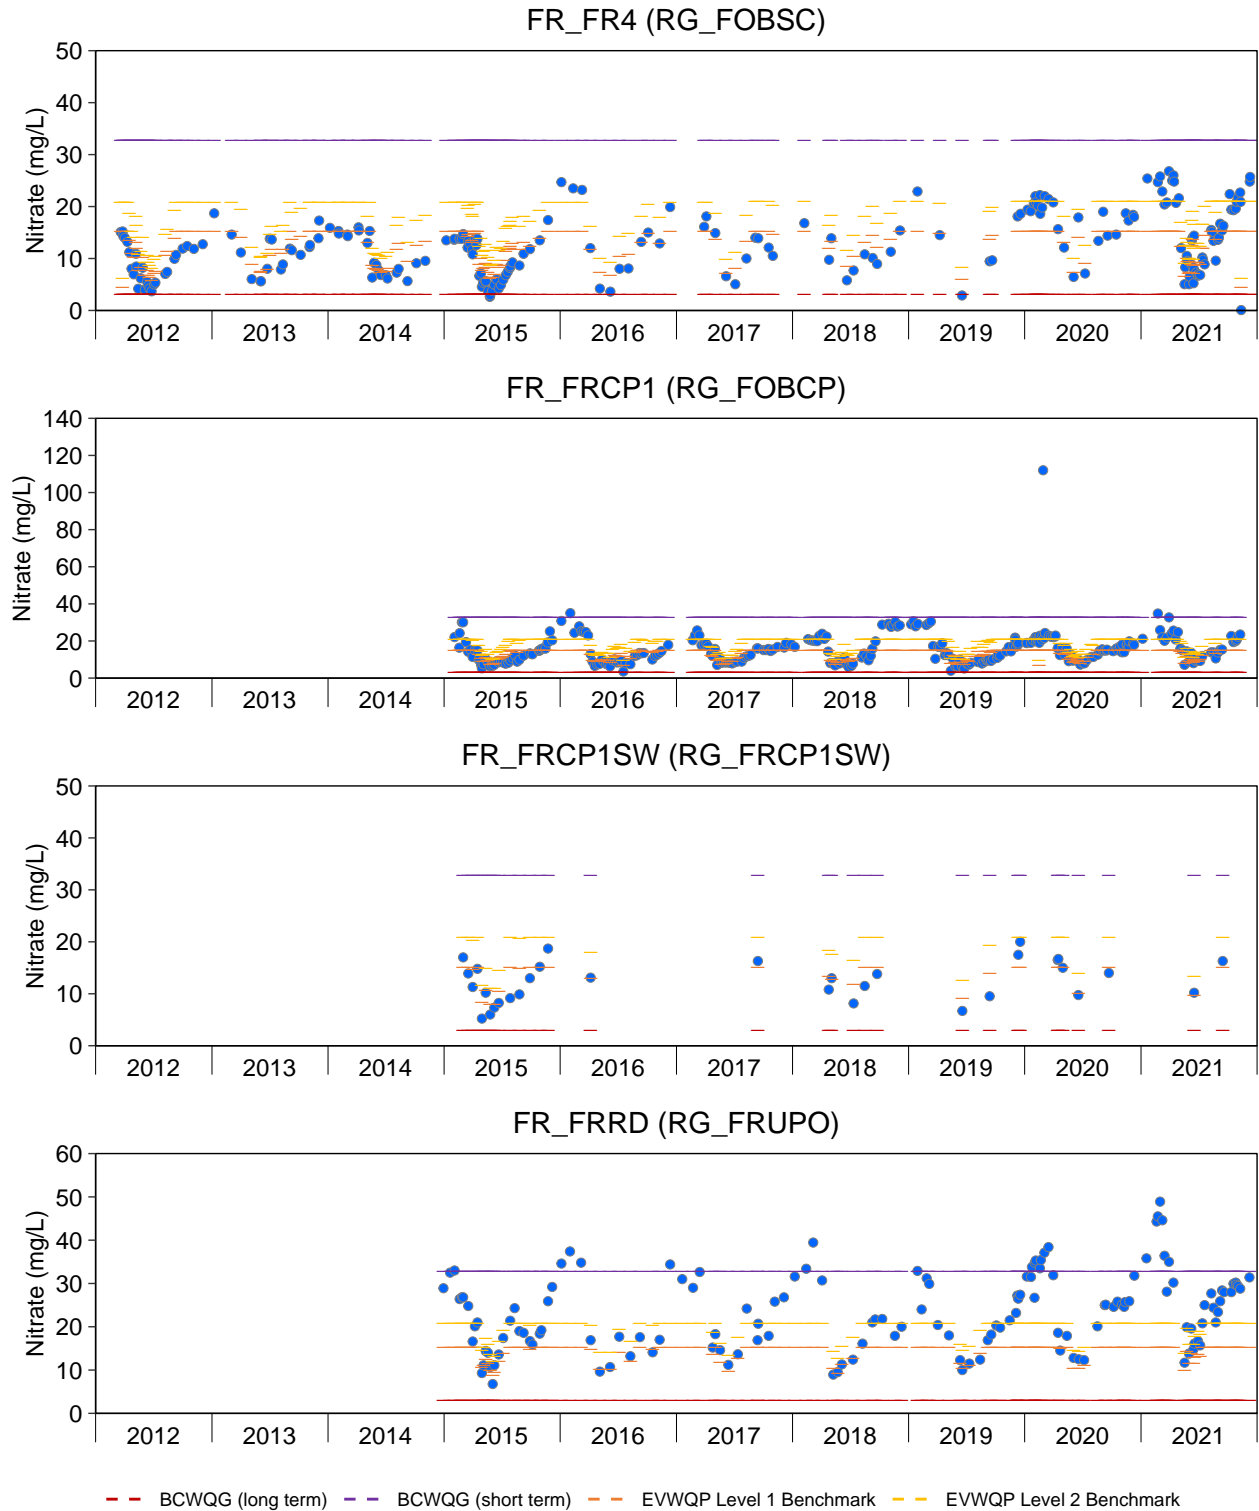 FR_FR4 (RG_FOBSC)
Nitrate (mg/L)
50
40
30
20
10
0
2012 2013 2014 2015 2016 2017 2018 2019 2020 2021
FR_FRCP1 (RG_FOBCP)
Nitrate (mg/L)
140
120
100
80
60
40
20
0
2012 2013 2014 2015 2016 2017 2018 2019 2020 2021
FR_FRCP1SW (RG_FRCP1SW)
Nitrate (mg/L)
50
40
30
20
10
0
2012 2013 2014 2015 2016 2017 2018 2019 2020 2021
FR_FRRD (RG_FRUPO)
Nitrate (mg/L)
60
50
40
30
20
10
0
2012 2013 2014 2015 2016 2017 2018 2019 2020 2021
BCWQG (long term) BCWQG (short term) EVWQP Level 1 Benchmark EVWQP Level 2 Benchmark